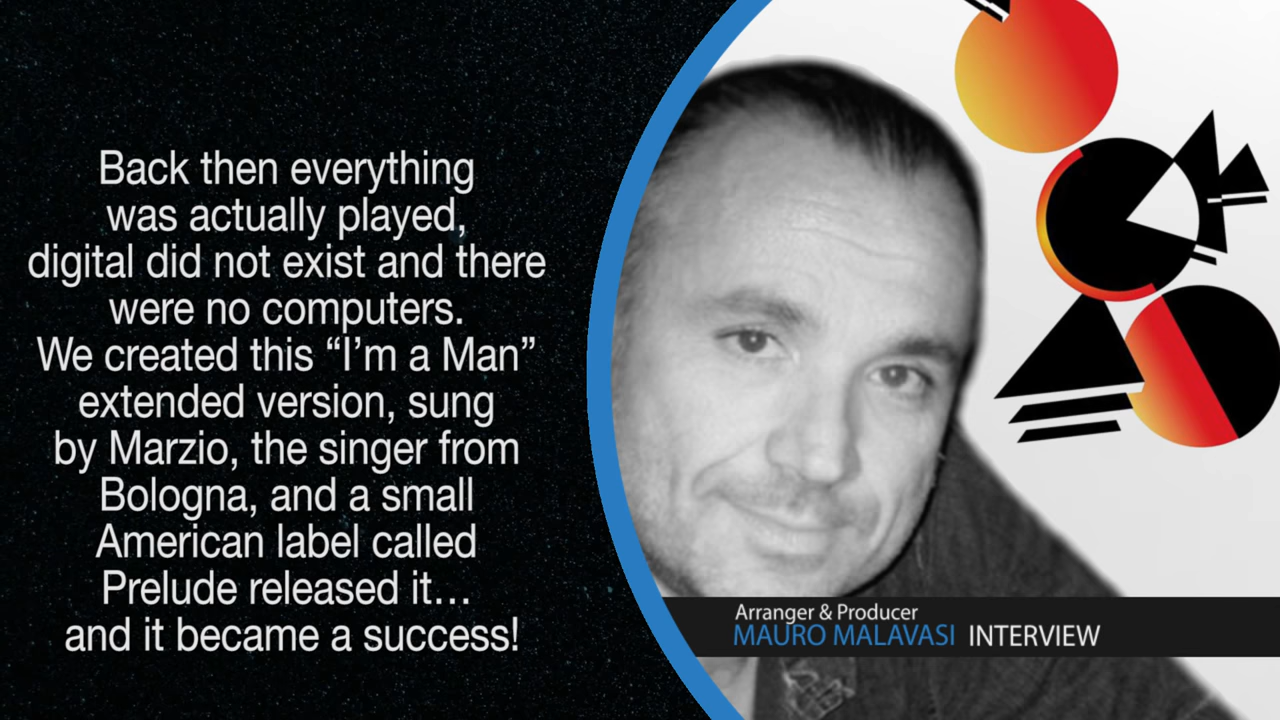 Back then everything
was actually played,
digital did not exist and there
were no computers.
We created this “I’m a Man”
extended version, sung
by Marzio, the singer from
Bologna, and a small
American label called
Prelude released it…
and it became a success!
Arranger & Producer
MAURO MALAVASI INTERVIEW